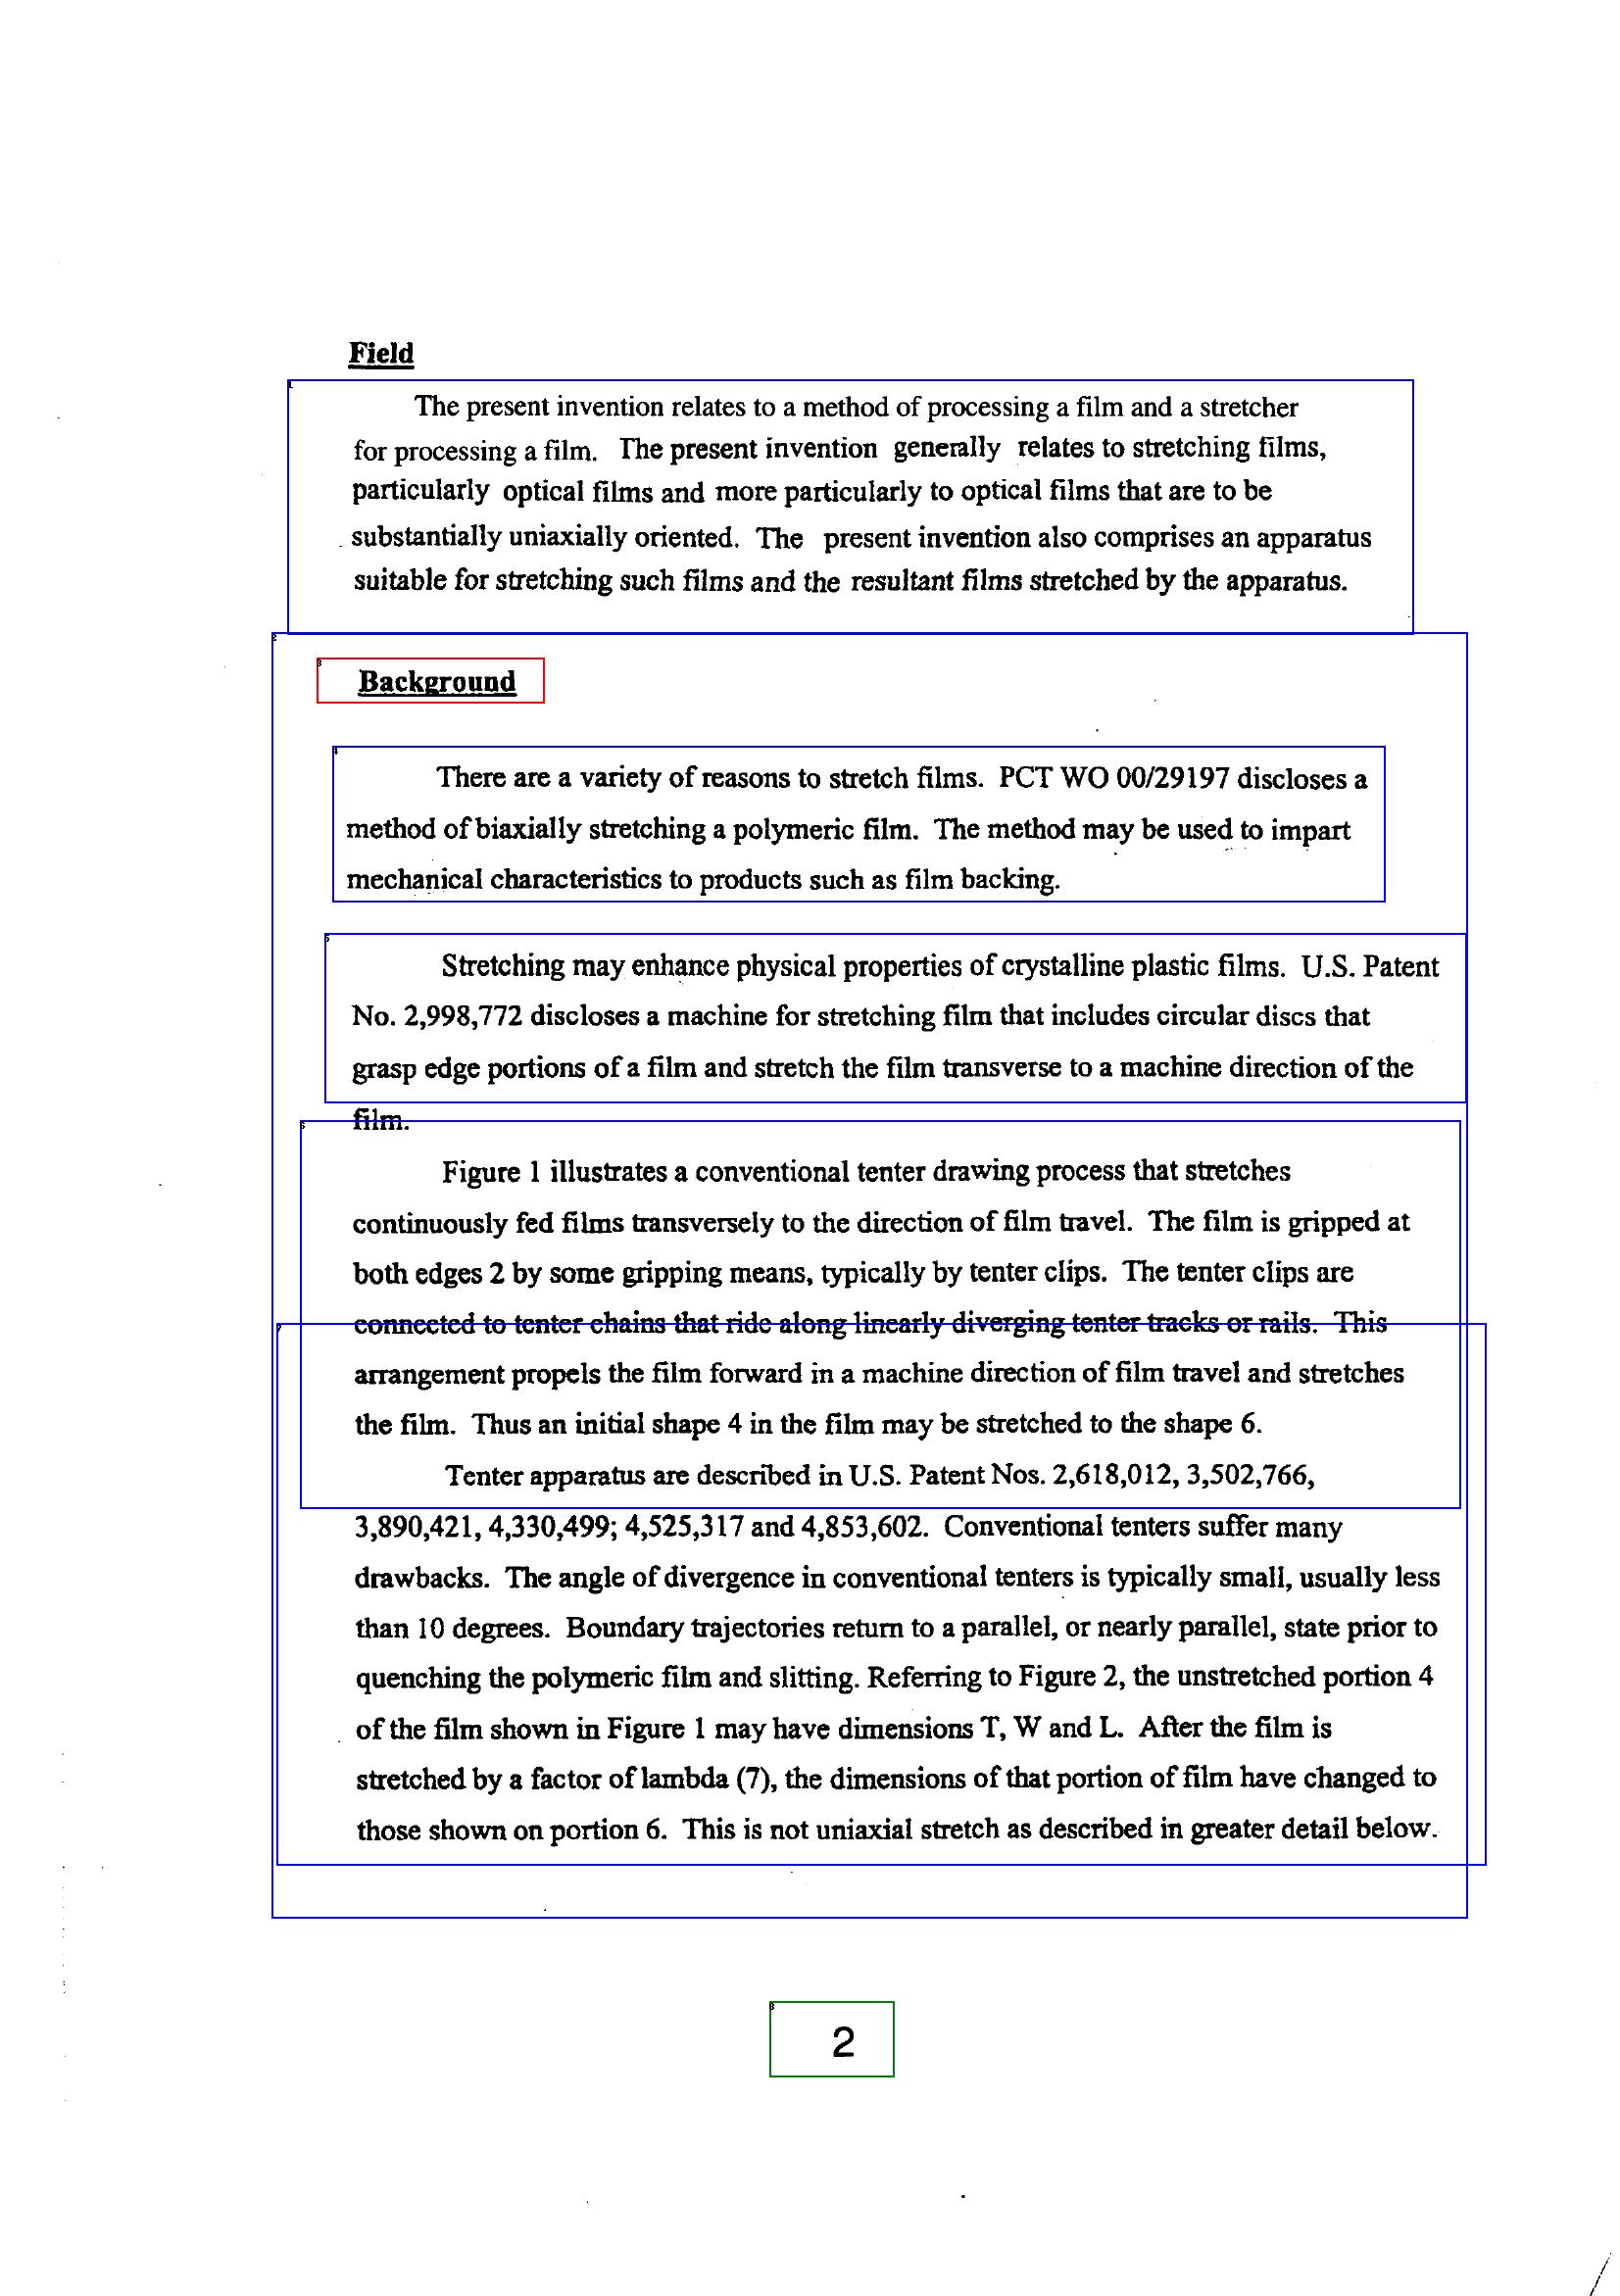 Field
The present invention relates to a method of processing a film and a stretcher
for processing a film. The present invention generally relates to stretching films,
particularly optical films and more particularly to optical films that are to be
substantially uniaxially oriented. The present invention also comprises an apparatus
suitable for stretching such films and the resultant films stretched by the apparatus.
Background
There are a variety of reasons to stretch films. PCT WO 00/29197 discloses a
method of biaxially stretching a polymeric film. The method may be used to impart
mechanical characteristics to products such as film backing.
Stretching may enhance physical properties of crystalline plastic films. U.S. Patent
No. 2,998,772 discloses a machine for stretching film that includes circular discs that
grasp edge portions of a film and stretch the film transverse to a machine direction of the
film.
Figure 1 illustrates a conventional tenter drawing process that stretches
continuously fed films transversely to the direction of film travel. The film is gripped at
both edges 2 by some gripping means, typically by tenter clips. The tenter clips are
connected to tenter chains that ride along linearly diverging tenter tracks or rails. This
arrangement propels the film forward in a machine direction of film travel and stretches
the film. Thus an initial shape 4 in the film may be stretched to the shape 6.
Tenter apparatus are described in U.S. Patent Nos. 2,618,012, 3,502,766,
3,890,421, 4,330,499; 4,525,317 and 4,853,602. Conventional tenters suffer many
drawbacks. The angle of divergence in conventional tenters is typically small, usually less
than 10 degrees. Boundary trajectories return to a parallel, or nearly parallel, state prior to
quenching the polymeric film and slitting. Referring to Figure 2, the unstretched portion 4
of the film shown in Figure 1 may have dimensions T, W and L. After the film is
stretched by a factor of lambda (7), the dimensions of that portion of film have changed to
those shown on portion 6. This is not uniaxial stretch as described in greater detail below.
2